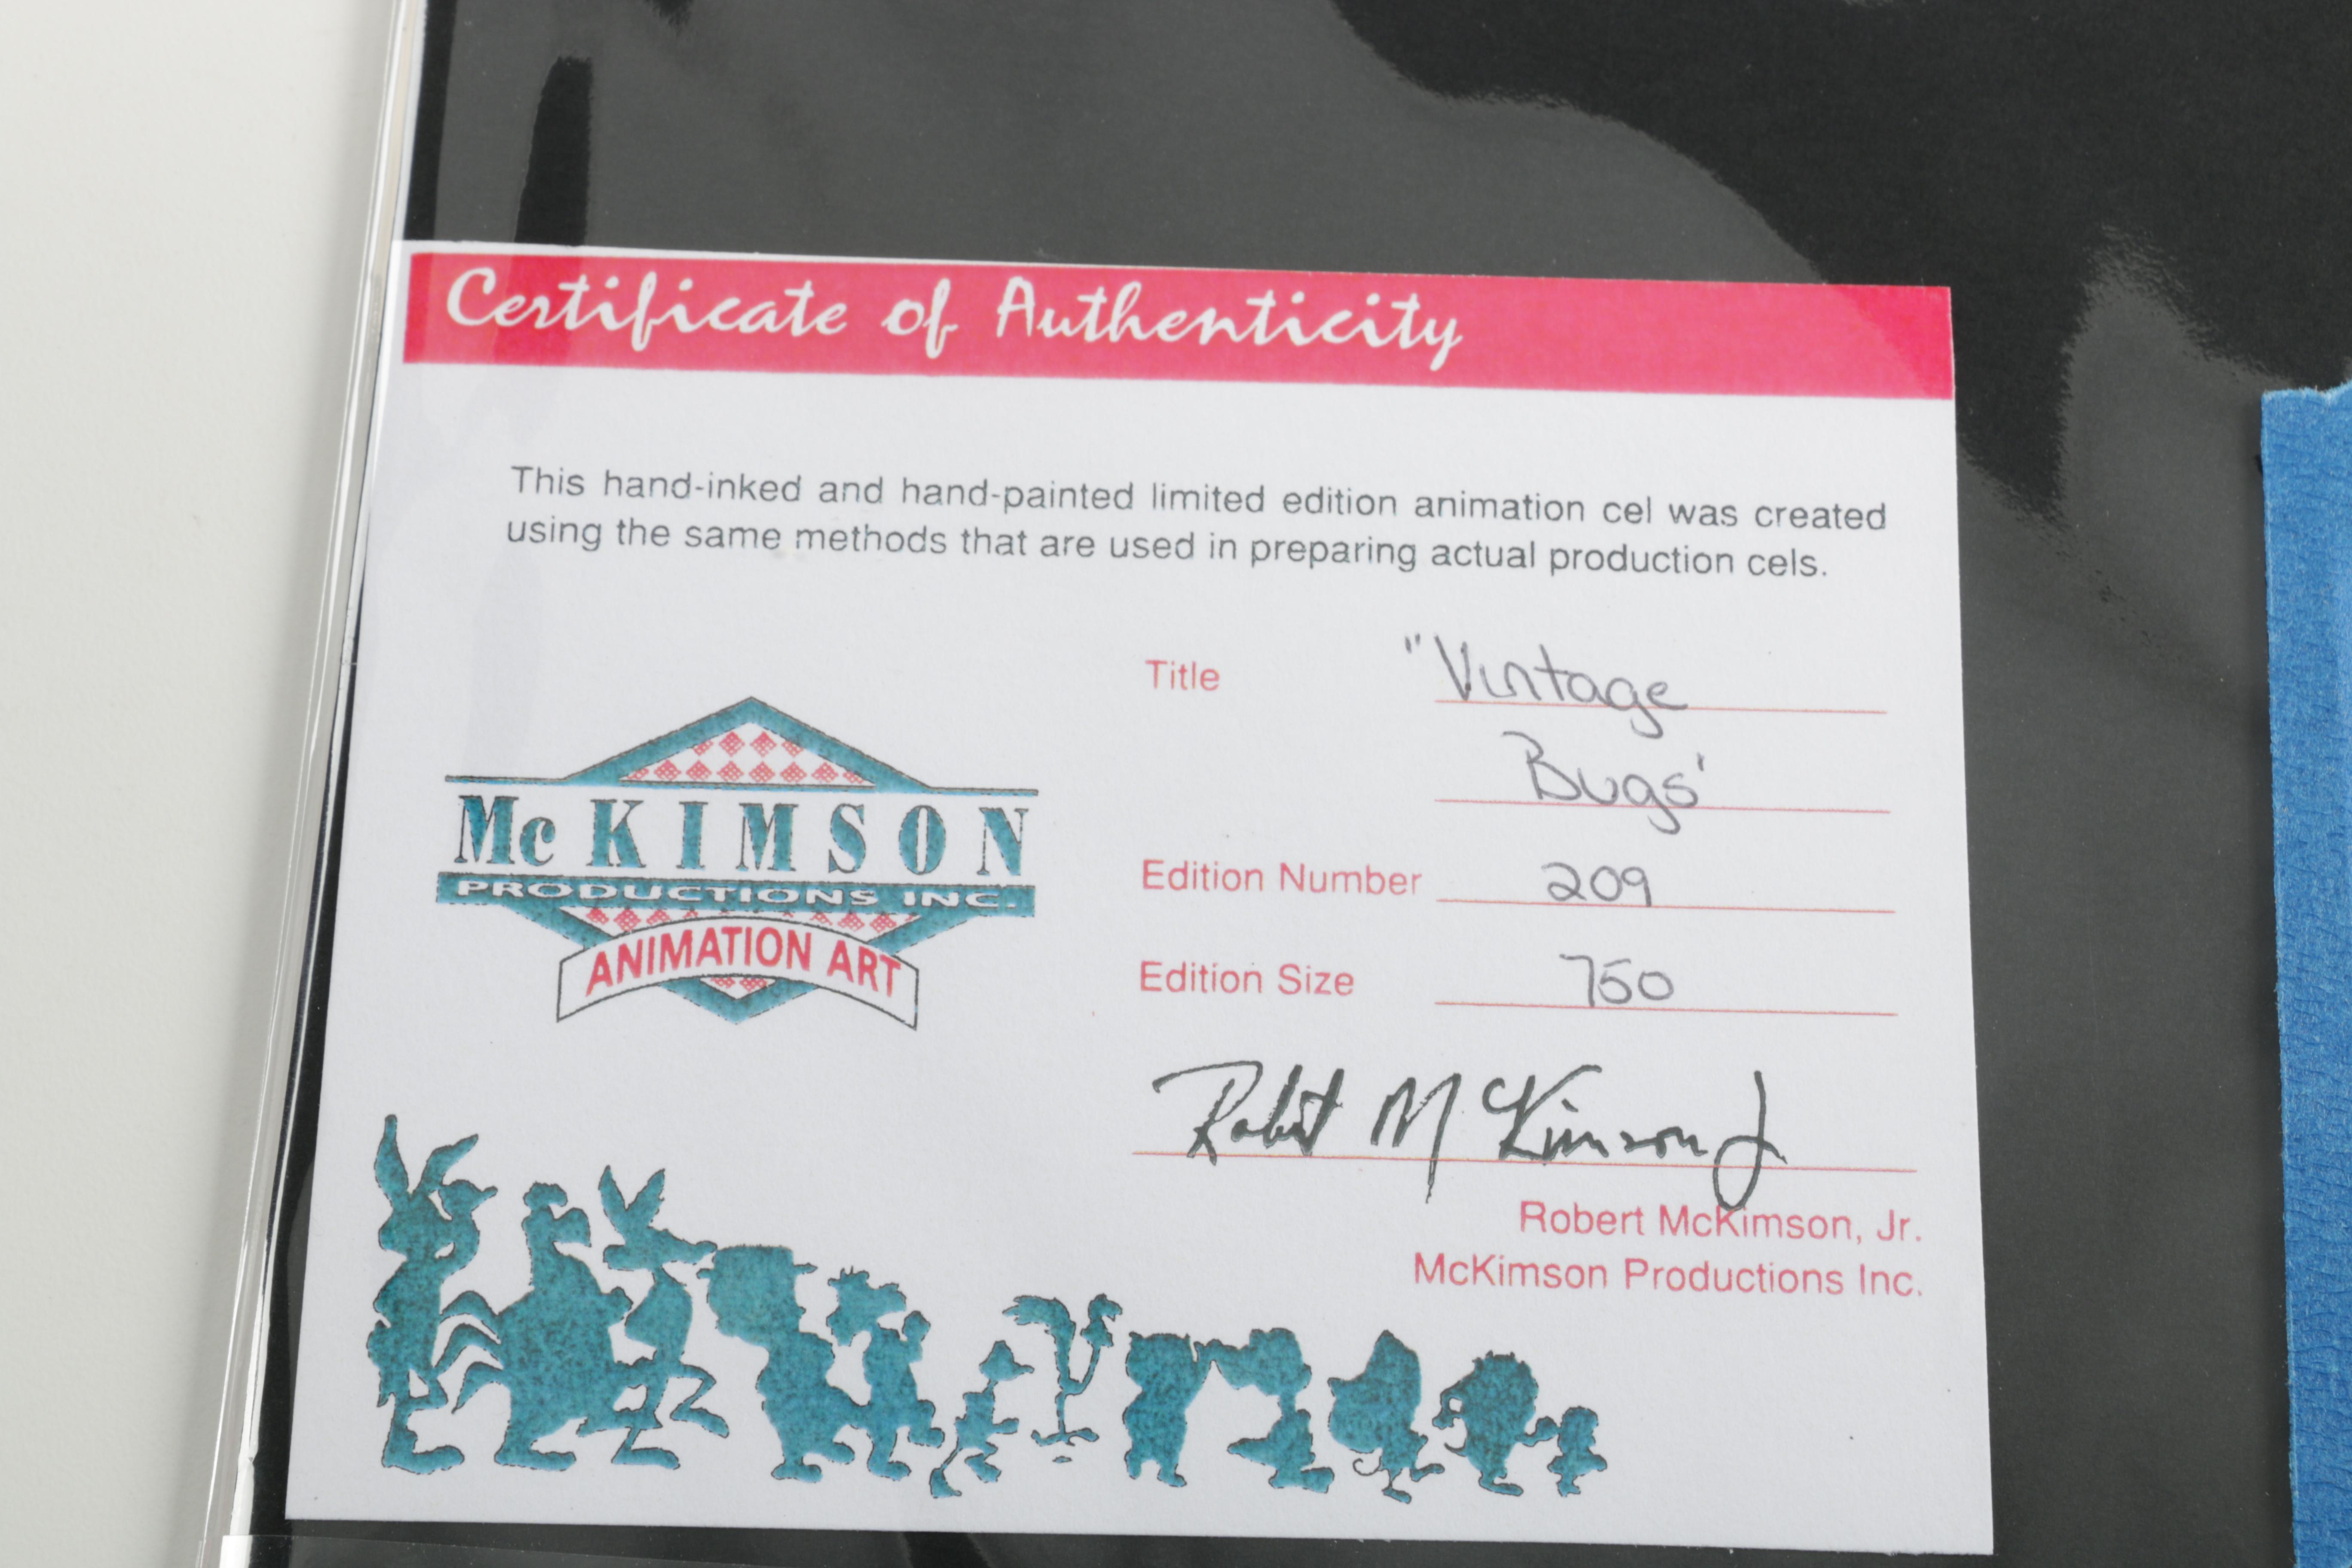 Certificate of Authenticity
This hand-inked and hand-painted limited edition animation cel was created
using the same methods that are used in preparing actual production cels.
Title "Vintage
Bugs'
Mc KIMSON
PRODUCTIONS INC.
ANIMATION ART
Edition Number 209
Edition Size 750
Robert McKimson Jr
Robert McKimson, Jr.
McKimson Productions Inc.